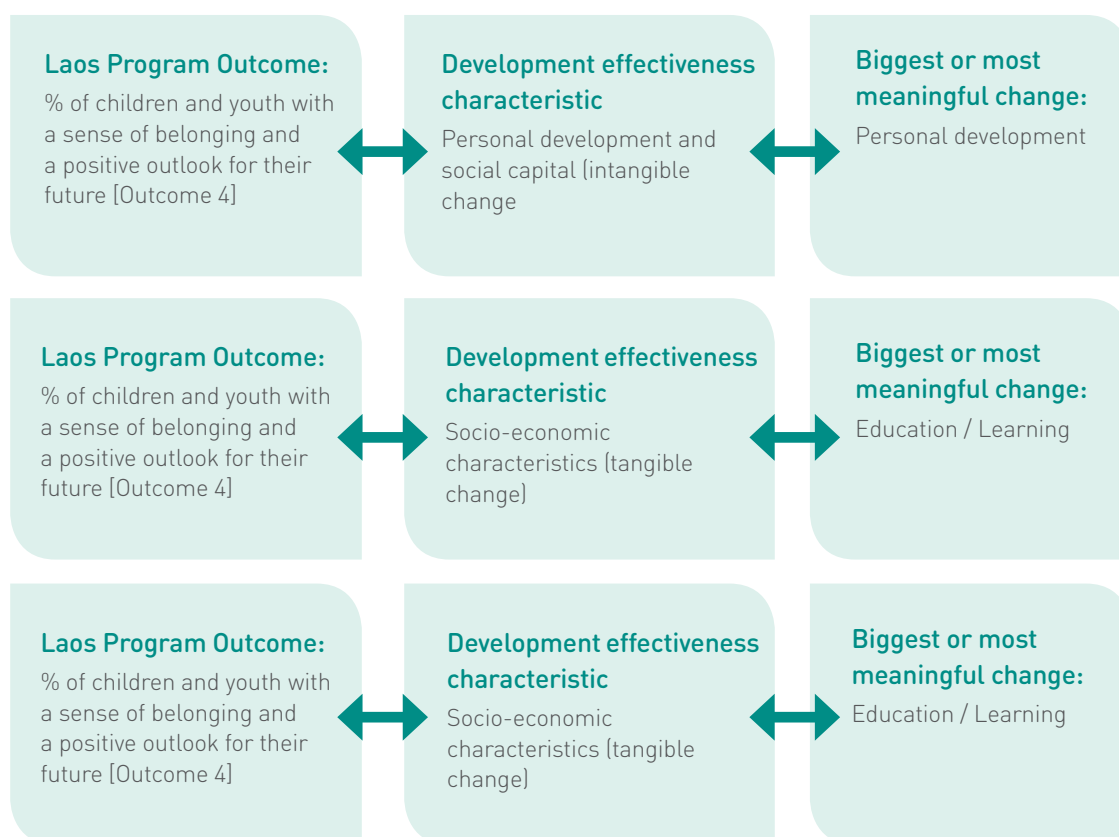 Laos Program Outcome:
% of children and youth with
a sense of belonging and
a positive outlook for their
future [Outcome 4]
Development effectiveness
characteristic
Personal development and
social capital (intangible
change
Biggest or most
meaningful change:
Personal development
Laos Program Outcome:
% of children and youth with
a sense of belonging and
a positive outlook for their
future [Outcome 4]
Development effectiveness
characteristic
Socio-economic
characteristics (tangible
change)
Biggest or most
meaningful change:
Education / Learning
Laos Program Outcome:
% of children and youth with
a sense of belonging and
a positive outlook for their
future [Outcome 4]
Development effectiveness
characteristic
Socio-economic
characteristics (tangible
change)
Biggest or most
meaningful change:
Education / Learning